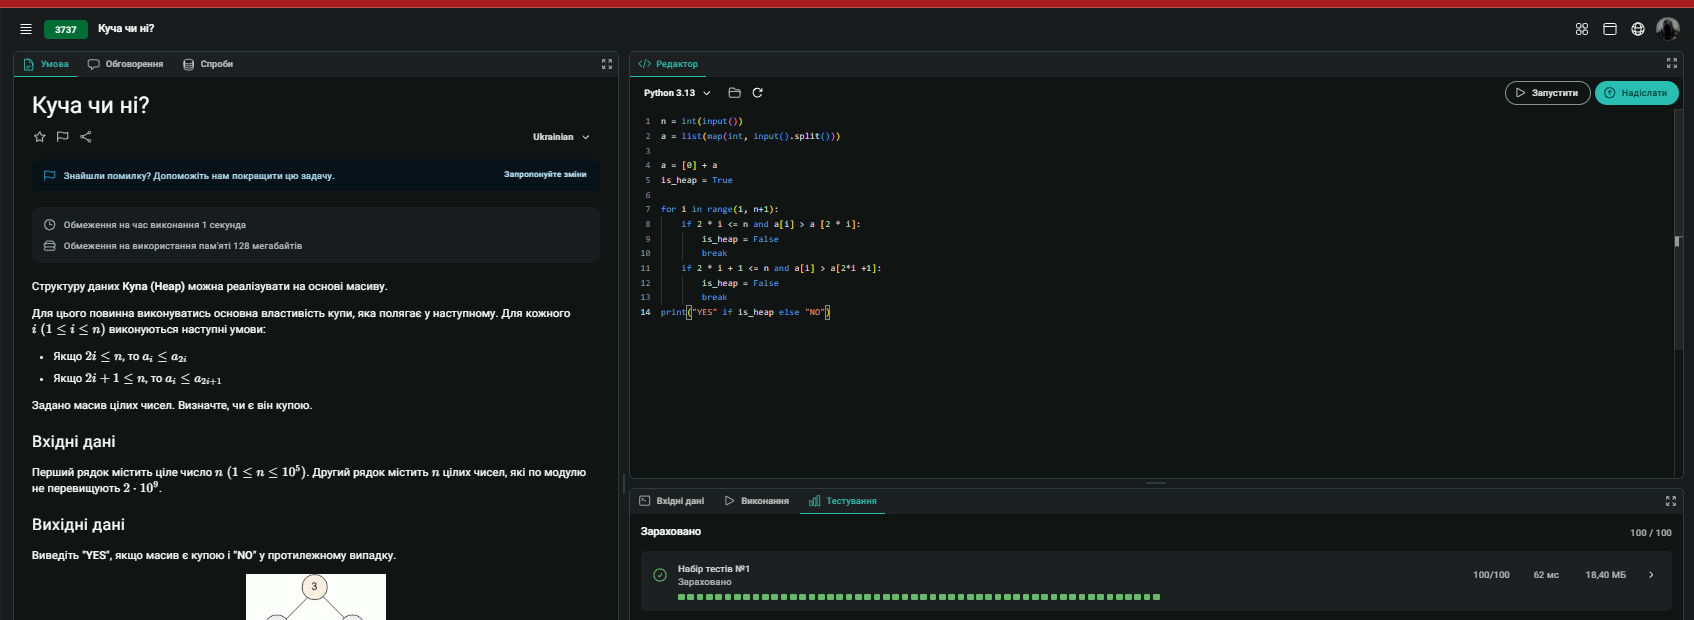 3737 Куча чи ні?
Умова Обговорення Спроби
Куча чи ні?
Ukrainian
Знайшли помилку? Допоможіть нам покращити цю задачу. Запропонуйте зміни
Обмеження на час виконання 1 секунда
Обмеження на використання пам'яті 128 мегабайтів
Структуру даних Купа (Heap) можна реалізувати на основі масиву.
Для цього повинна виконуватись основна властивість купи, яка полягає у наступному. Для кожного
i (1 ≤ i ≤ n) виконуються наступні умови:
• Якщо 2i ≤ n, то a_i ≤ a_{2i}
• Якщо 2i + 1 ≤ n, то a_i ≤ a_{2i+1}
Задано масив цілих чисел. Визначте, чи є він купою.
Вхідні дані
Перший рядок містить ціле число n (1 ≤ n ≤ 10^5). Другий рядок містить n цілих чисел, які по модулю
не перевищують 2 · 10^9.
Вихідні дані
Виведіть "YES", якщо масив є купою і "NO" у протилежному випадку.
3
Редактор
Python 3.13
Запустити Надіслати
1 n = int(input())
2 a = list(map(int, input().split()))
3
4 a = [0] + a
5 is_heap = True
6
7 for i in range(1, n+1):
8 if 2 * i <= n and a[i] > a [2 * i]:
9 is_heap = False
10 break
11 if 2 * i + 1 <= n and a[i] > a[2*i +1]:
12 is_heap = False
13 break
14 print("YES" if is_heap else "NO")
Вхідні дані Виконання Тестування
Зараховано 100 / 100
Набір тестів №1
Зараховано
100/100 62 мс 18,40 МБ